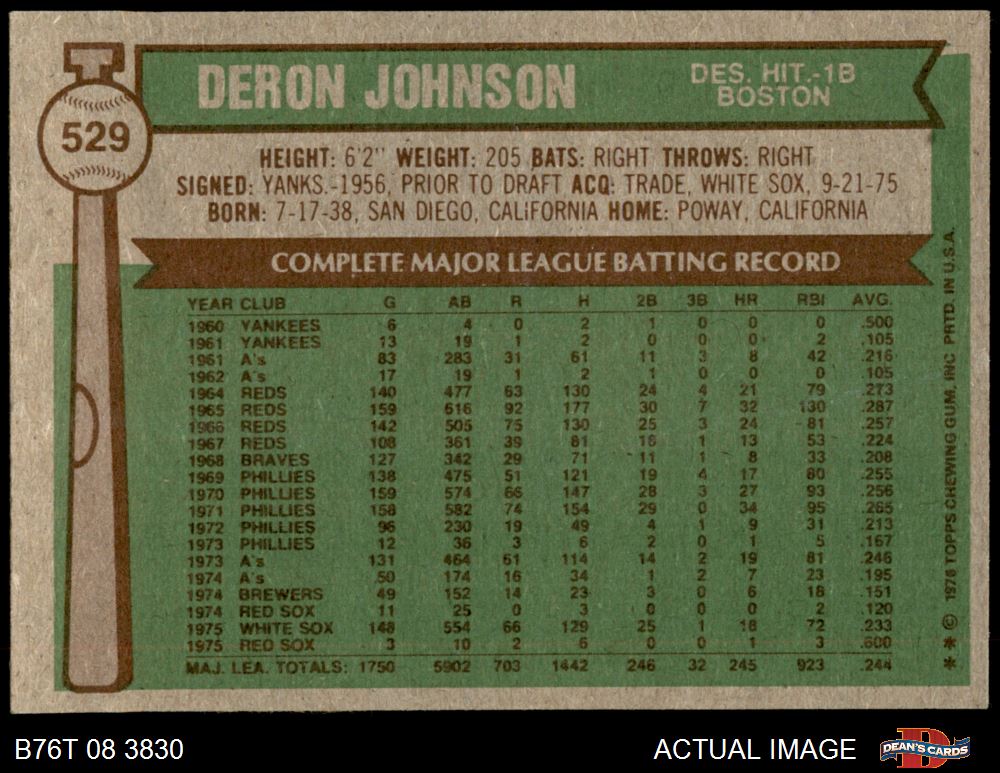 DERON JOHNSON
DES. HIT.-1B
BOSTON
529
HEIGHT: 6'2" WEIGHT: 205 BATS: RIGHT THROWS: RIGHT
SIGNED: YANKS.-1956, PRIOR TO DRAFT ACQ: TRADE, WHITE SOX, 9-21-75
BORN: 7-17-38, SAN DIEGO, CALIFORNIA HOME: POWAY, CALIFORNIA
COMPLETE MAJOR LEAGUE BATTING RECORD
YEAR CLUB G AB R H 2B 3B HR RBI AVG.
1960 YANKEES 6 4 0 2 1 0 0 0 .500
1961 YANKEES 13 19 1 2 0 0 0 2 .105
1961 A's 83 283 31 61 11 3 8 42 .216
1962 A's 17 19 1 2 1 0 0 0 .105
1964 REDS 140 477 63 130 24 4 21 79 .273
1965 REDS 159 616 92 177 30 7 32 130 .287
1966 REDS 142 505 75 130 25 3 24 81 .257
1967 REDS 108 361 39 81 18 1 13 53 .224
1968 BRAVES 127 342 29 71 11 1 8 33 .208
1969 PHILLIES 138 475 51 121 19 4 17 80 .255
1970 PHILLIES 159 574 66 147 28 3 27 93 .256
1971 PHILLIES 158 582 74 154 29 0 34 95 .265
1972 PHILLIES 96 230 19 49 4 1 9 31 .213
1973 PHILLIES 12 36 3 6 2 0 1 5 .167
1973 A's 131 464 61 114 14 2 19 81 .246
1974 A's 50 174 16 34 1 2 7 23 .195
1974 BREWERS 49 152 14 23 3 0 6 18 .151
1974 RED SOX 11 25 0 3 0 0 0 2 .120
1975 WHITE SOX 148 554 66 129 25 1 18 72 .233
1975 RED SOX 3 10 2 6 0 0 1 3 .600
MAJ. LEA. TOTALS: 1750 5902 703 1442 246 32 245 923 .244
** © 1976 TOPPS CHEWING GUM, INC PRTD. IN U.S.A.
B76T 08 3830
ACTUAL IMAGE
DEAN'S CARDS